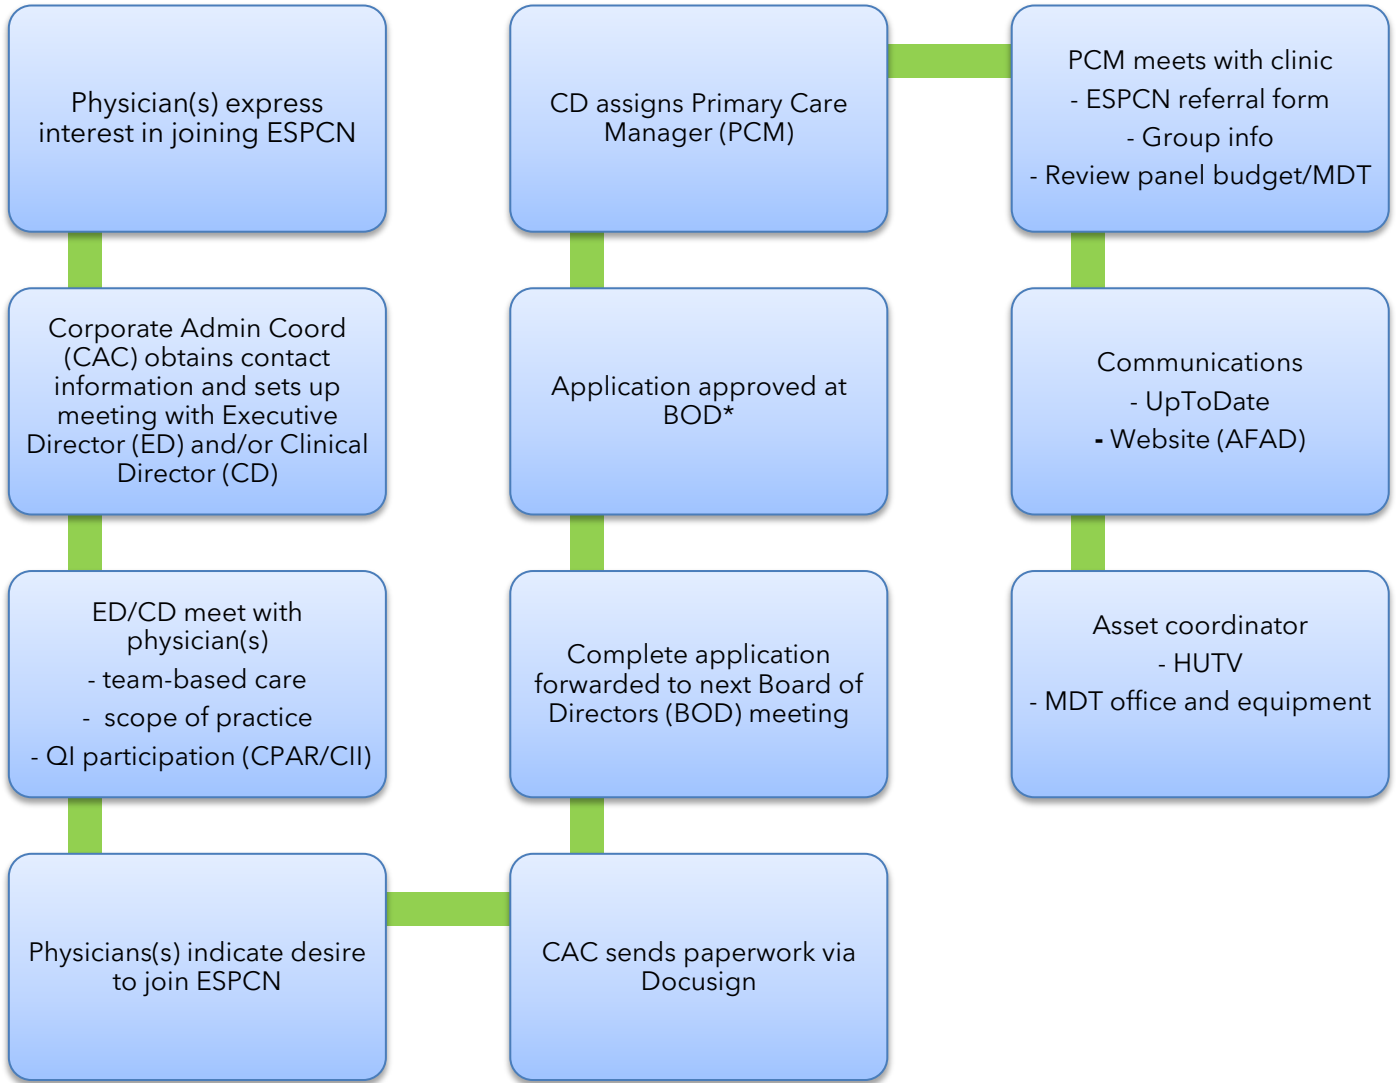 Physician(s) express
interest in joining ESPCN
Corporate Admin Coord
(CAC) obtains contact
information and sets up
meeting with Executive
Director (ED) and/or Clinical
Director (CD)
ED/CD meet with
physician(s)
- team-based care
- scope of practice
- QI participation (CPAR/CII)
Physicians(s) indicate desire
to join ESPCN
CAC sends paperwork via
Docusign
Complete application
forwarded to next Board of
Directors (BOD) meeting
Application approved at
BOD*
CD assigns Primary Care
Manager (PCM)
PCM meets with clinic
- ESPCN referral form
- Group info
- Review panel budget/MDT
Communications
- UpToDate
- Website (AFAD)
Asset coordinator
- HUTV
- MDT office and equipment